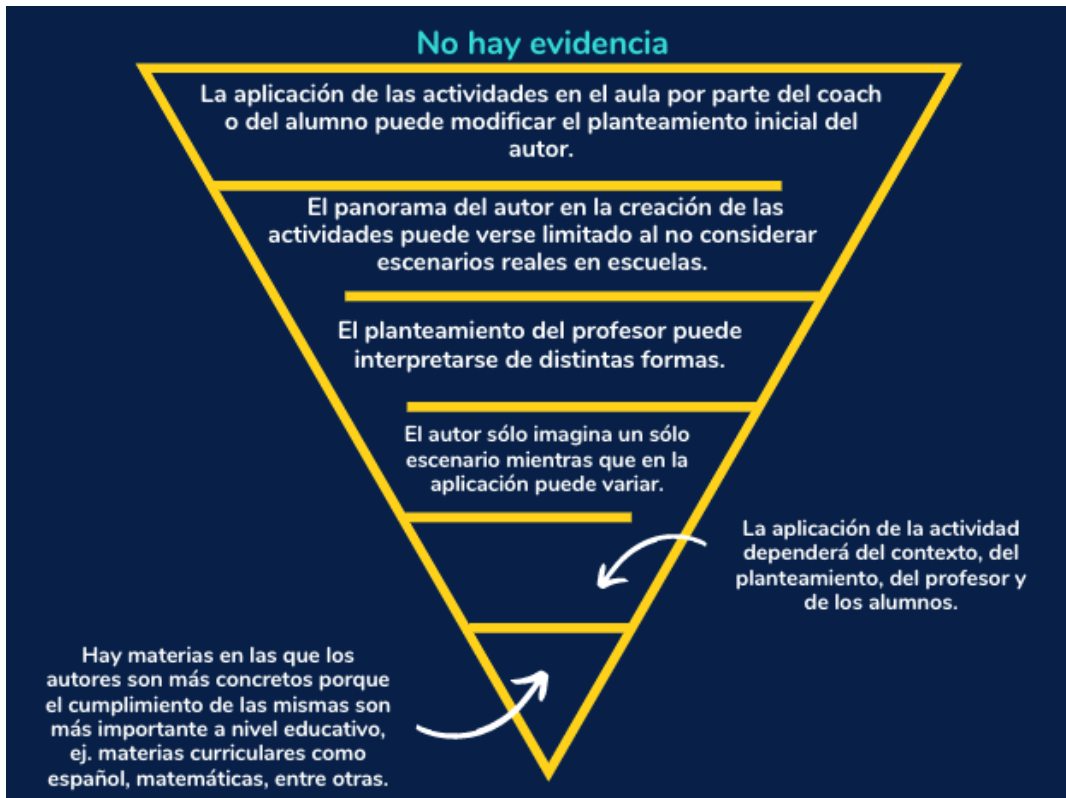 No hay evidencia
La aplicación de las actividades en el aula por parte del coach
o del alumno puede modificar el planteamiento inicial del
autor.
El panorama del autor en la creación de las
actividades puede verse limitado al no considerar
escenarios reales en escuelas.
El planteamiento del profesor puede
interpretarse de distintas formas.
El autor sólo imagina un sólo
escenario mientras que en la
aplicación puede variar.
La aplicación de la actividad
dependerá del contexto, del
planteamiento, del profesor y
de los alumnos.
Hay materias en las que los
autores son más concretos porque
el cumplimiento de las mismas son
más importante a nivel educativo,
ej. materias curriculares como
español, matemáticas, entre otras.